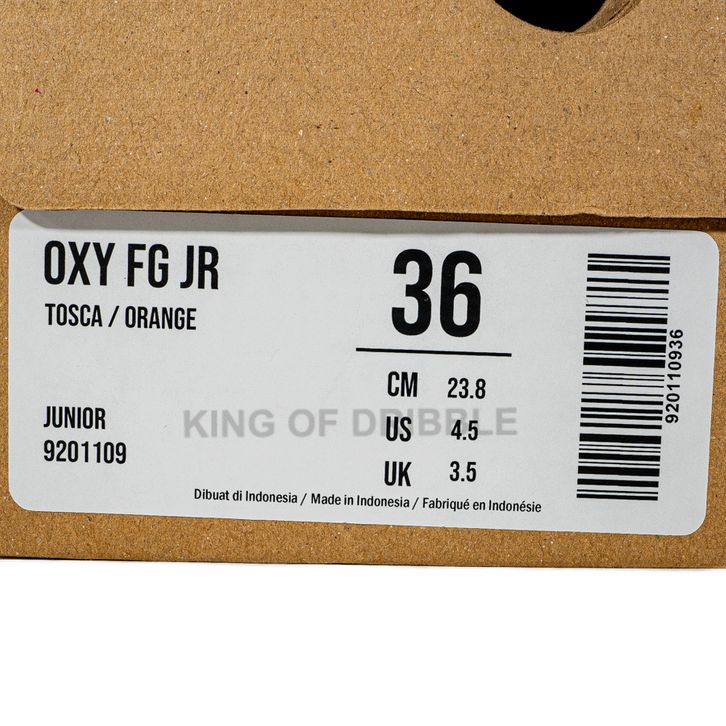 OXY FG JR
TOSCA / ORANGE
JUNIOR
9201109
36
CM 23.8
US 4.5
UK 3.5
KING OF DRIBBLE
Dibuat di Indonesia / Made in Indonesia / Fabriqué en Indonésie
920110936